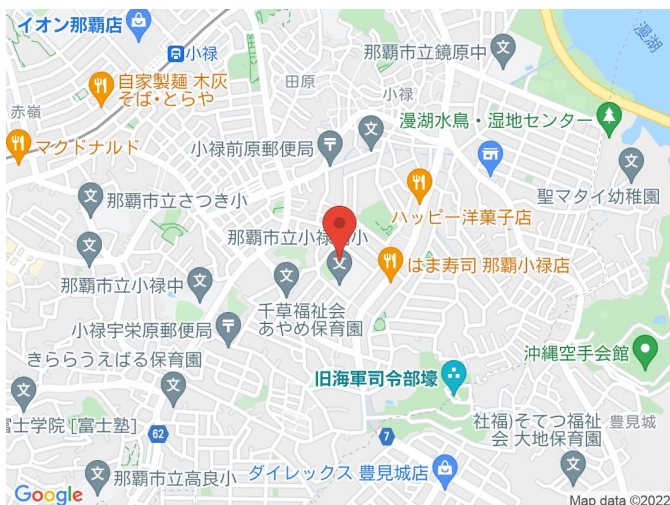 イオン那覇店
小禄
那覇市立鏡原中
漫湖
自家製麺 木灰
そば・とらや
田原
小禄
赤嶺
漫湖水鳥・湿地センター
マクドナルド
小禄前原郵便局
聖マタイ幼稚園
那覇市立さつき小
ハッピー洋菓子店
那覇市立小禄
小
はま寿司 那覇小禄店
那覇市立小禄中
千草福祉会
あやめ保育園
小禄宇栄原郵便局
沖縄空手会館
きららうえばる保育園
旧海軍司令部壕
富士学院 [富士塾]
62
7
社福)そてつ福祉
会 大地保育園
豊見城
那覇市立高良小
ダイレックス 豊見城店
Google
Map data ©2022